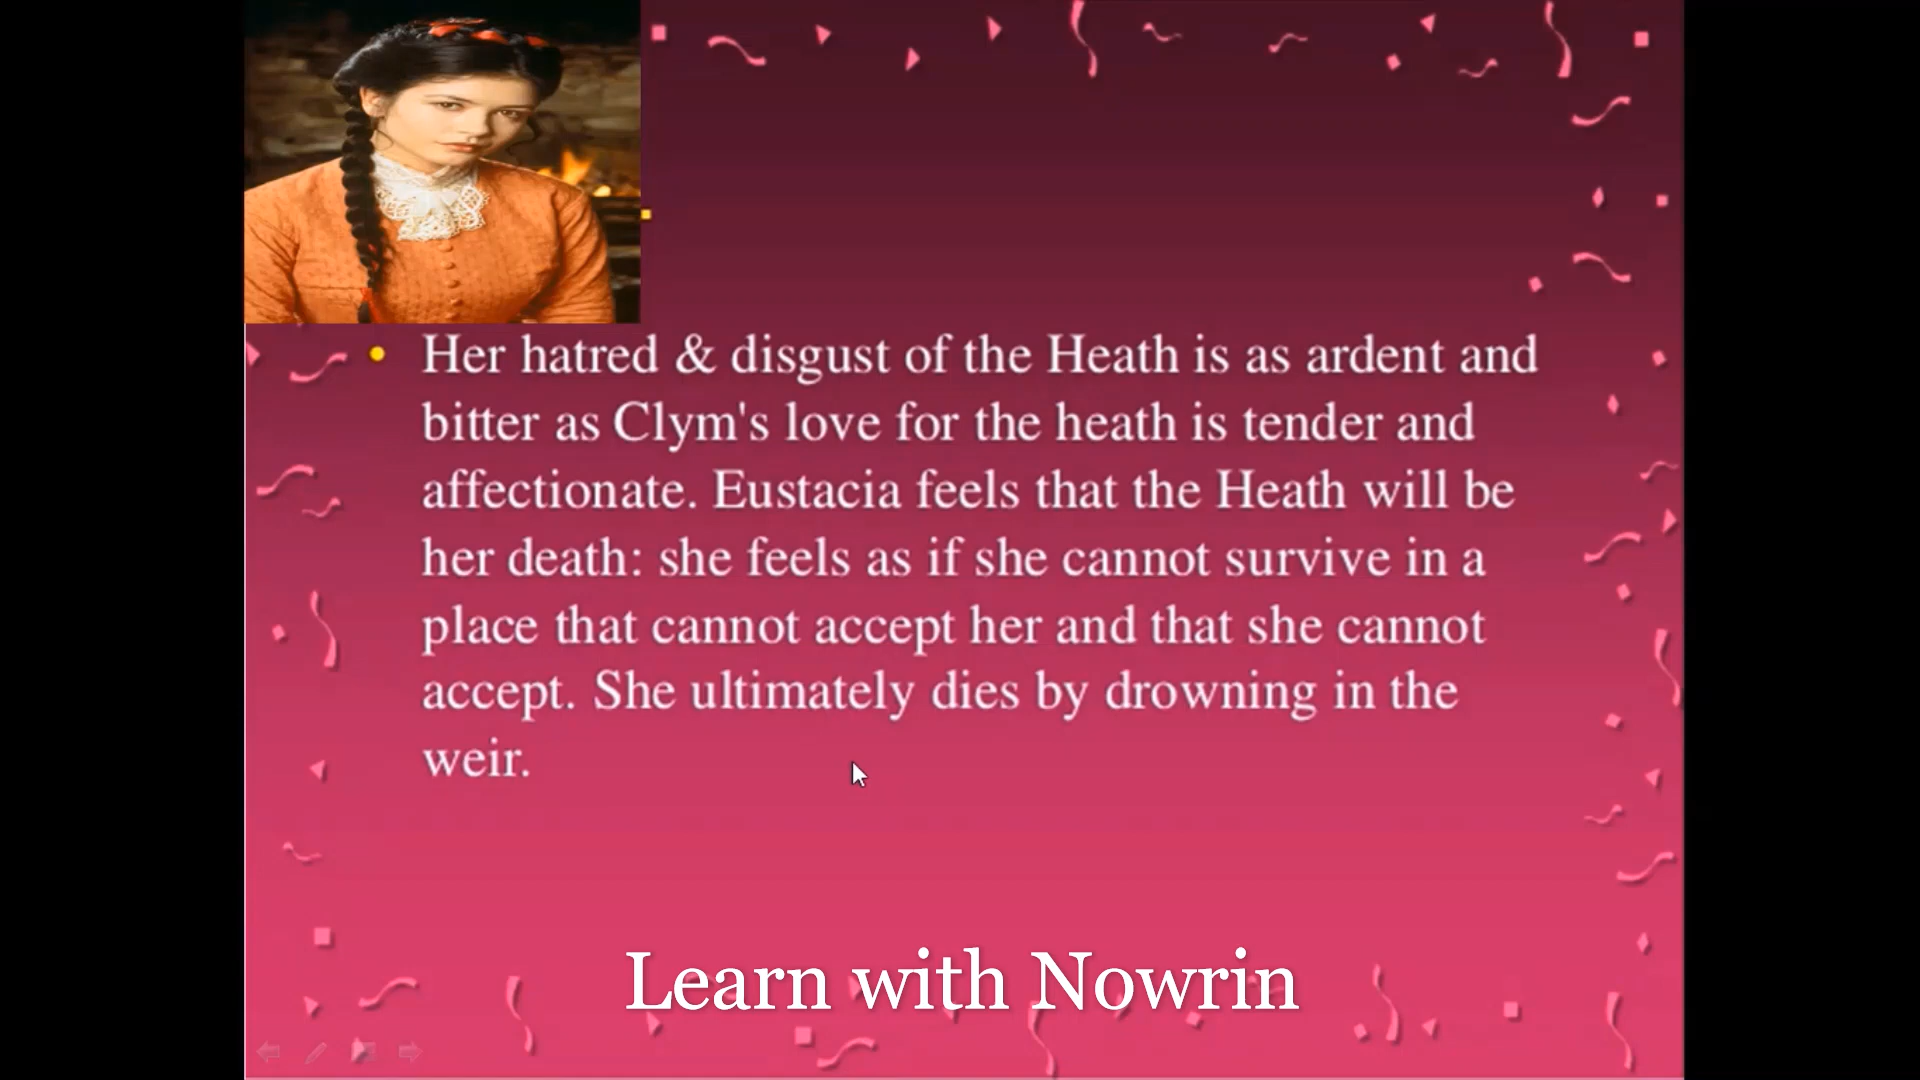 Her hatred & disgust of the Heath is as ardent and
bitter as Clym's love for the heath is tender and
affectionate. Eustacia feels that the Heath will be
her death: she feels as if she cannot survive in a
place that cannot accept her and that she cannot
accept. She ultimately dies by drowning in the
weir.
Learn with Nowrin